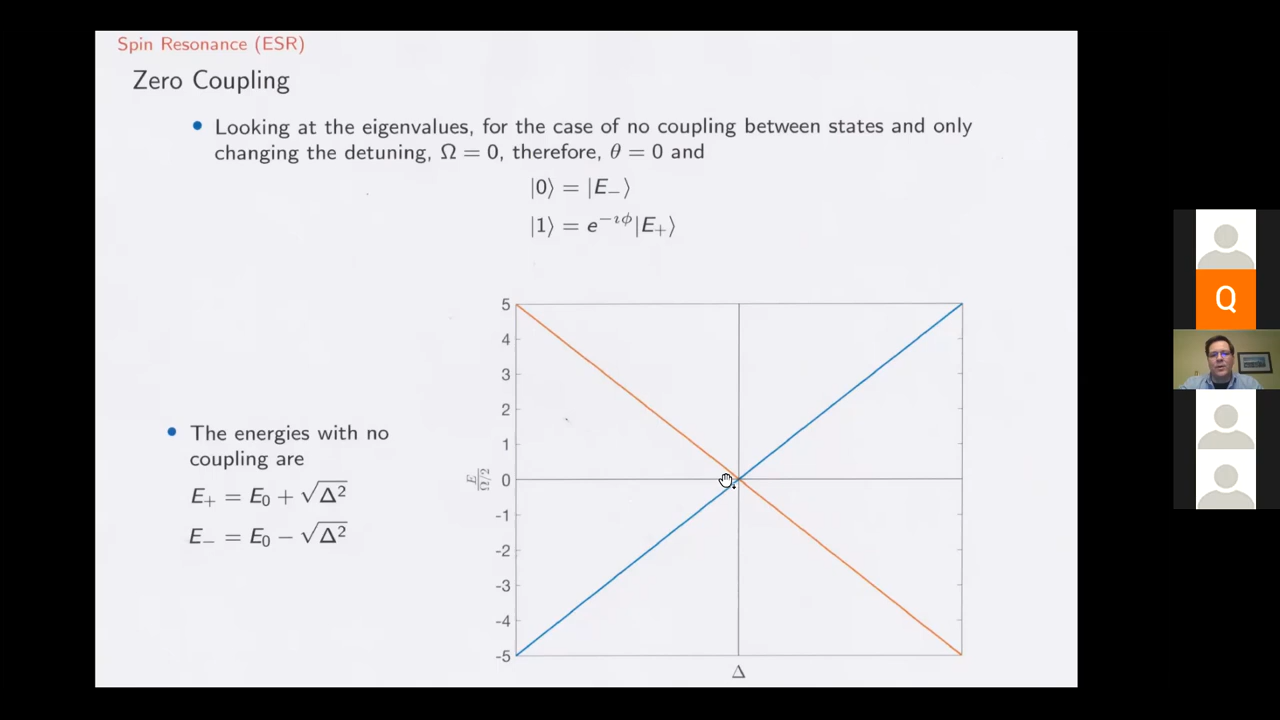 Spin Resonance (ESR)
Zero Coupling
• Looking at the eigenvalues, for the case of no coupling between states and only
changing the detuning, Ω = 0, therefore, θ = 0 and
|0⟩ = |E₋⟩
|1⟩ = e^{−ıϕ}|E₊⟩
• The energies with no
coupling are
E₊ = E₀ + √Δ²
E₋ = E₀ − √Δ²
5
4
3
2
1
0
-1
-2
-3
-4
-5
E
Ω/2
Δ
Q